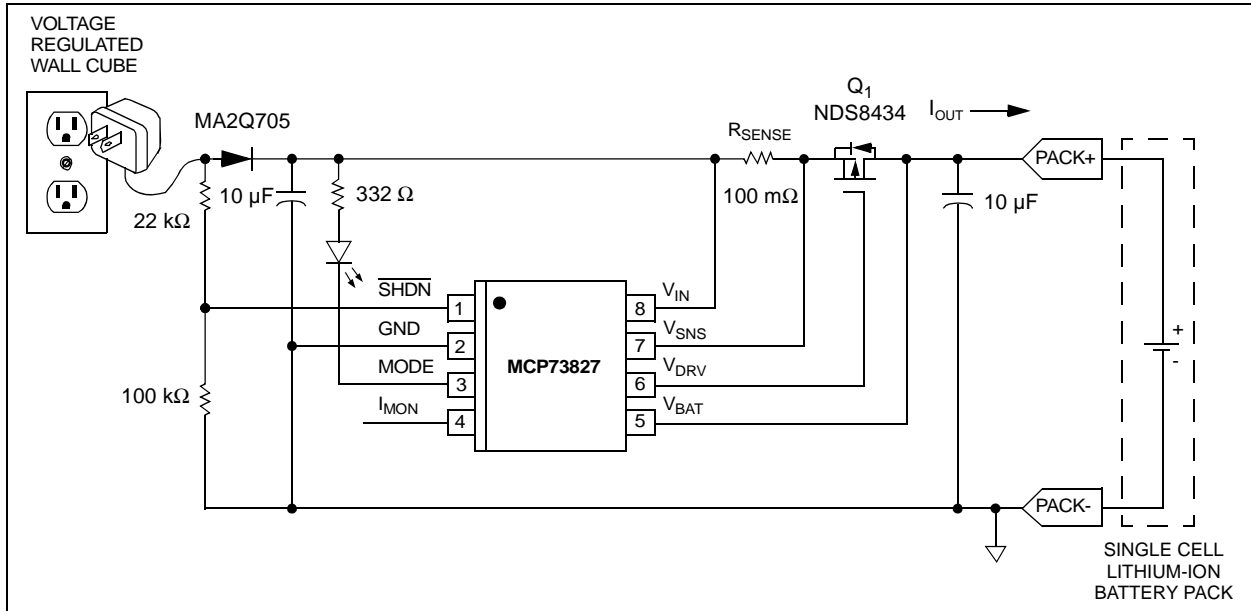 VOLTAGE
REGULATED
WALL CUBE
MA2Q705
Q1
NDS8434
IOUT
RSENSE
100 mΩ
PACK+
22 kΩ
10 µF
332 Ω
10 µF
SHDN
1
8
VIN
GND
2
7
VSNS
MODE
3
MCP73827
6
VDRV
100 kΩ
IMON
4
5
VBAT
+
-
PACK-
SINGLE CELL
LITHIUM-ION
BATTERY PACK